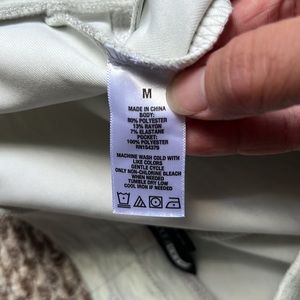 M
MADE IN CHINA
BODY:
80% POLYESTER
13% RAYON
7% ELASTANE
POCKET:
100% POLYESTER
RN154379
MACHINE WASH COLD WITH
LIKE COLORS
GENTLE CYCLE
ONLY NON-CHLORINE BLEACH
WHEN NEEDED
TUMBLE DRY LOW
COOL IRON IF NEEDED